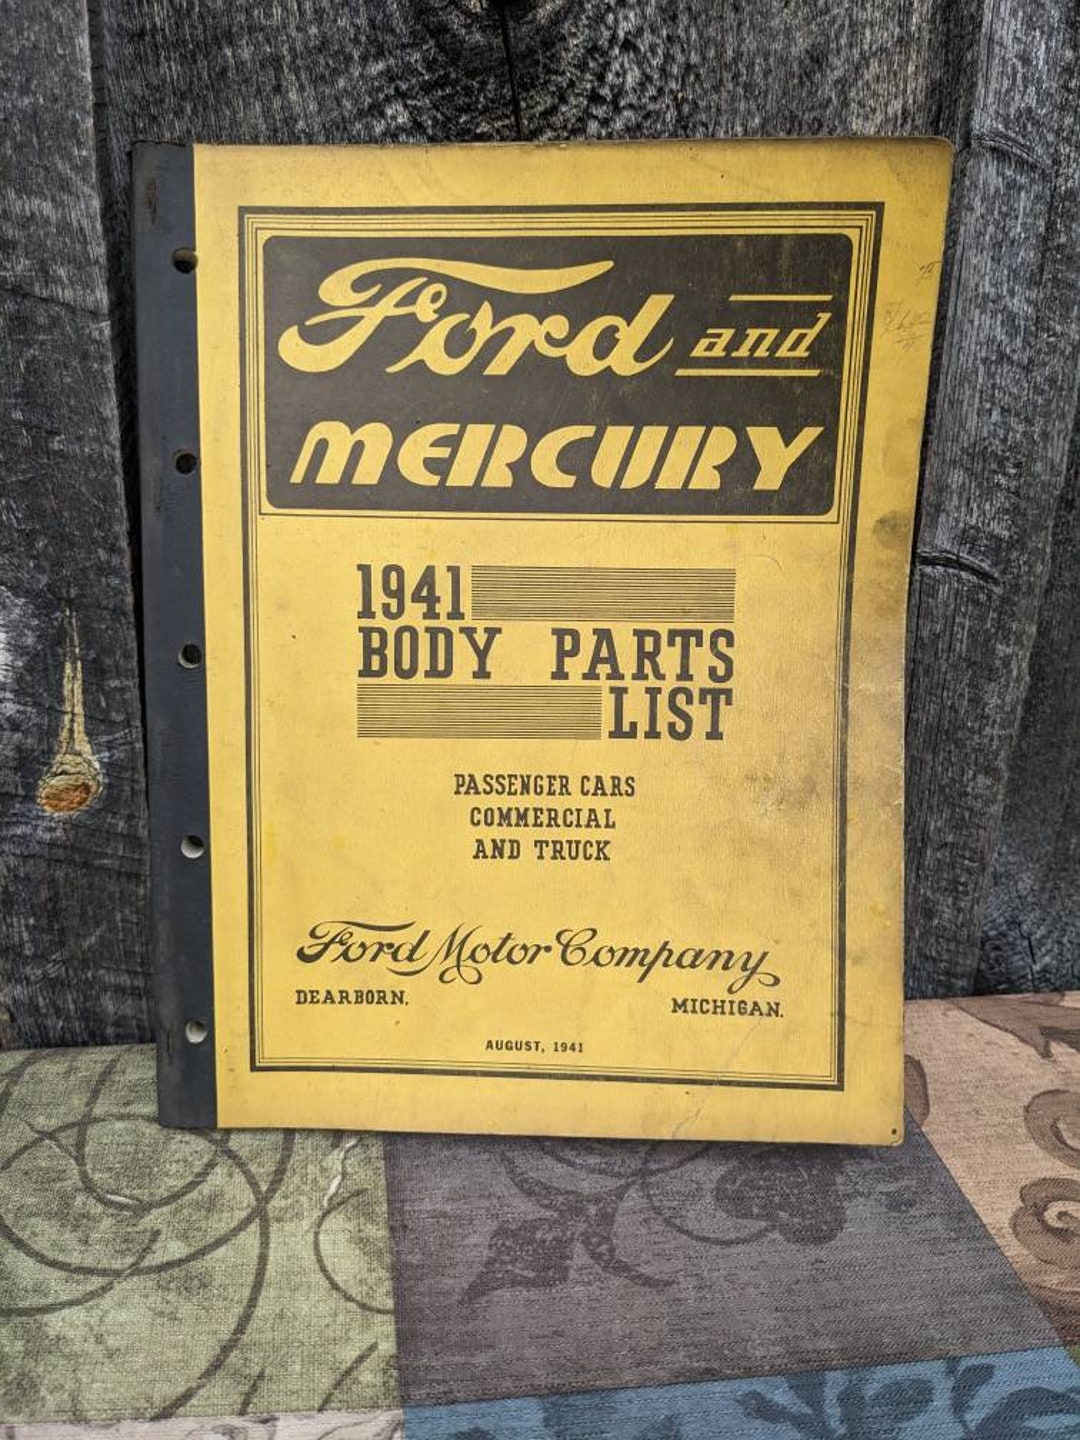 Ford and
MERCURY
1941
BODY PARTS
LIST
PASSENGER CARS
COMMERCIAL
AND TRUCK
Ford Motor Company
DEARBORN, MICHIGAN.
AUGUST, 1941